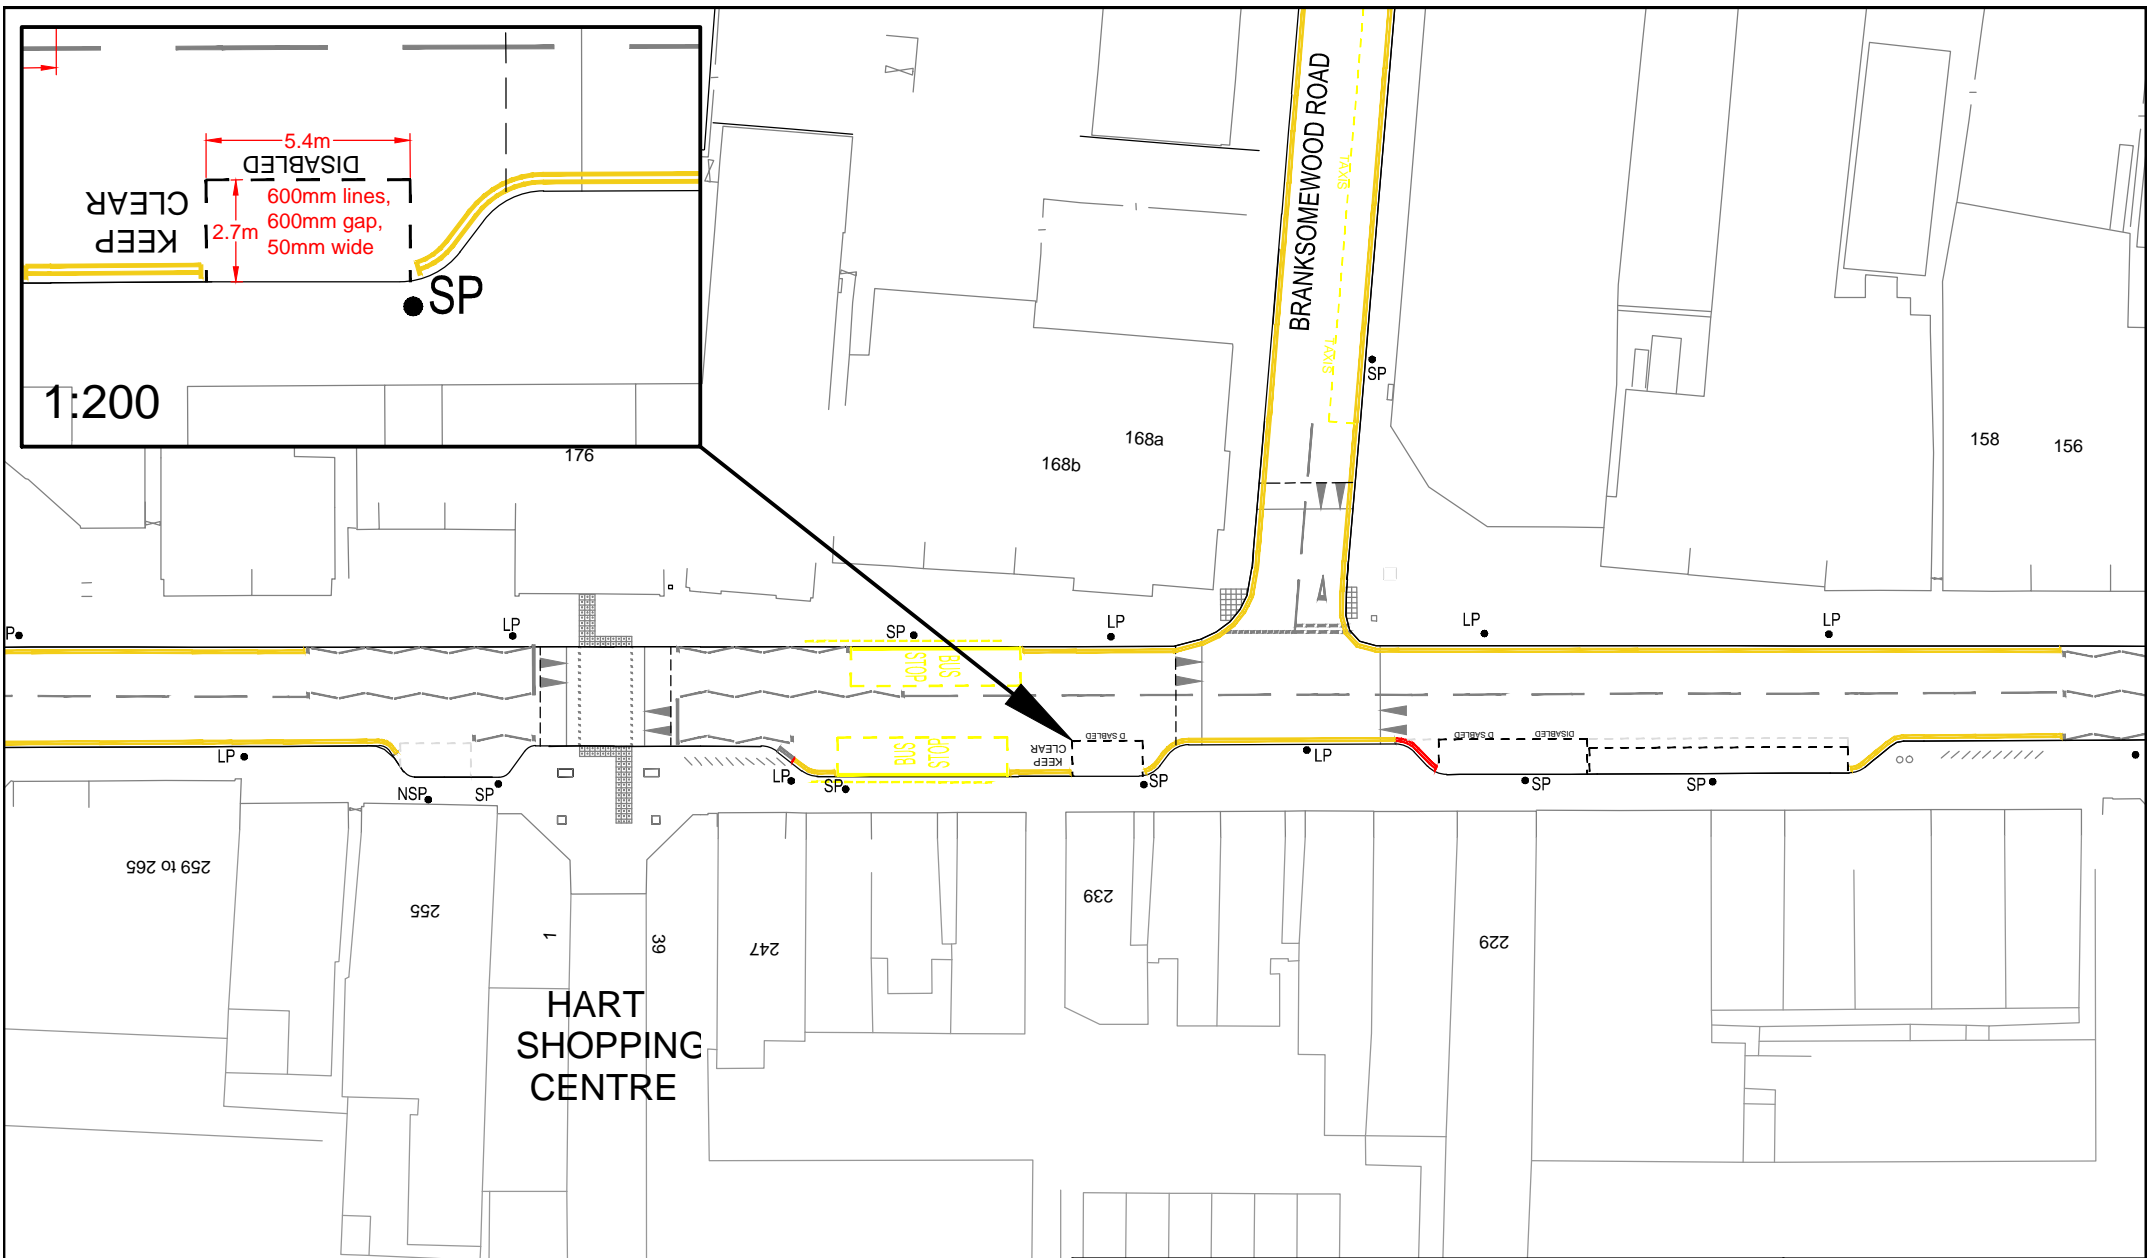 5.4m
DISABLED
600mm lines,
600mm gap,
50mm wide
2.7m
KEEP
CLEAR
SP
1:200
BRANKSOMEWOOD ROAD
TAXIS
TAXIS
SP
176
168b
168a
158
156
LP
SP
LP
LP
LP
BUS
STOP
BUS
STOP
KEEP
CLEAR
DISABLED
DISABLED
DISABLED
LP
NSP
SP
LP
SP
SP
LP
SP
SP
259 to 265
255
1
39
247
239
229
HART
SHOPPING
CENTRE